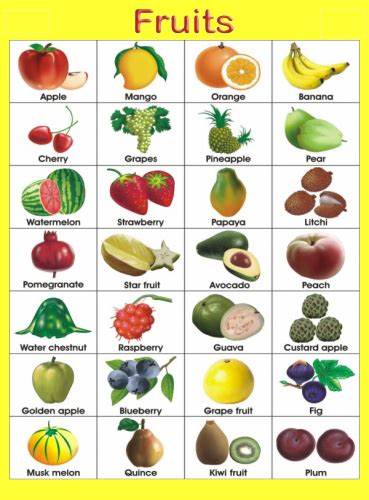 Fruits
Apple
Mango
Orange
Banana
Cherry
Grapes
Pineapple
Pear
Watermelon
Strawberry
Papaya
Litchi
Pomegranate
Star fruit
Avocado
Peach
Water chestnut
Raspberry
Guava
Custard apple
Golden apple
Blueberry
Grape fruit
Fig
Musk melon
Quince
Kiwi fruit
Plum